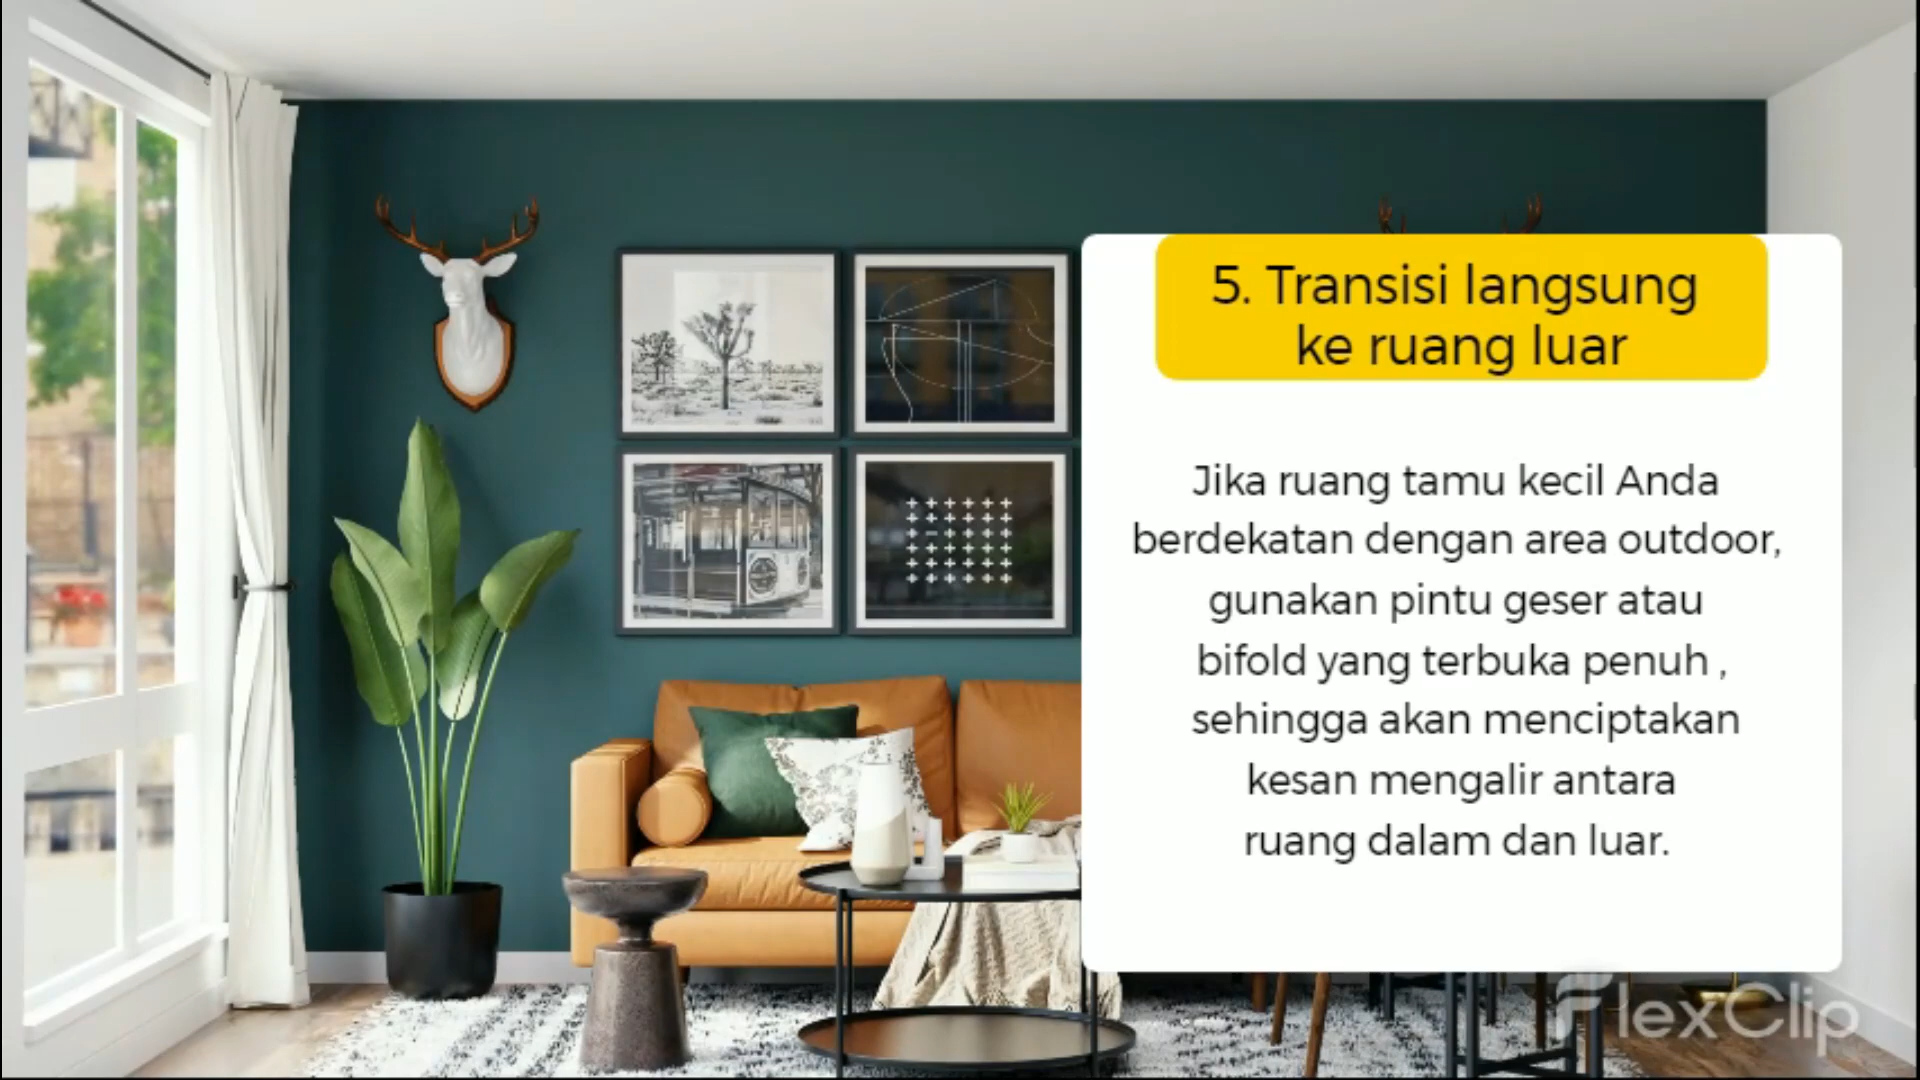 5. Transisi langsung
ke ruang luar
Jika ruang tamu kecil Anda
berdekatan dengan area outdoor,
gunakan pintu geser atau
bifold yang terbuka penuh ,
sehingga akan menciptakan
kesan mengalir antara
ruang dalam dan luar.
FlexClip